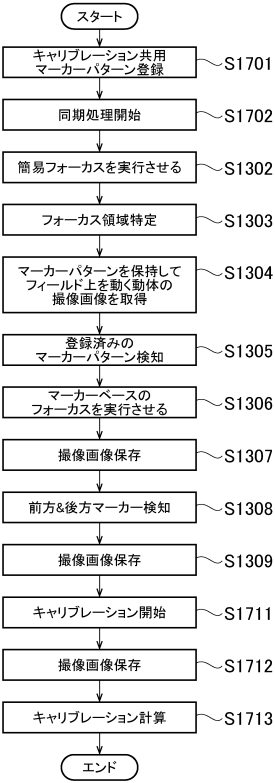 スタート
キャリブレーション共用
マーカーパターン登録
S1701
同期処理開始
S1702
簡易フォーカスを実行させる
S1302
フォーカス領域特定
S1303
マーカーパターンを保持して
フィールド上を動く動体の
撮像画像を取得
S1304
登録済みの
マーカーパターン検知
S1305
マーカーベースの
フォーカスを実行させる
S1306
撮像画像保存
S1307
前方&後方マーカー検知
S1308
撮像画像保存
S1309
キャリブレーション開始
S1711
撮像画像保存
S1712
キャリブレーション計算
S1713
エンド